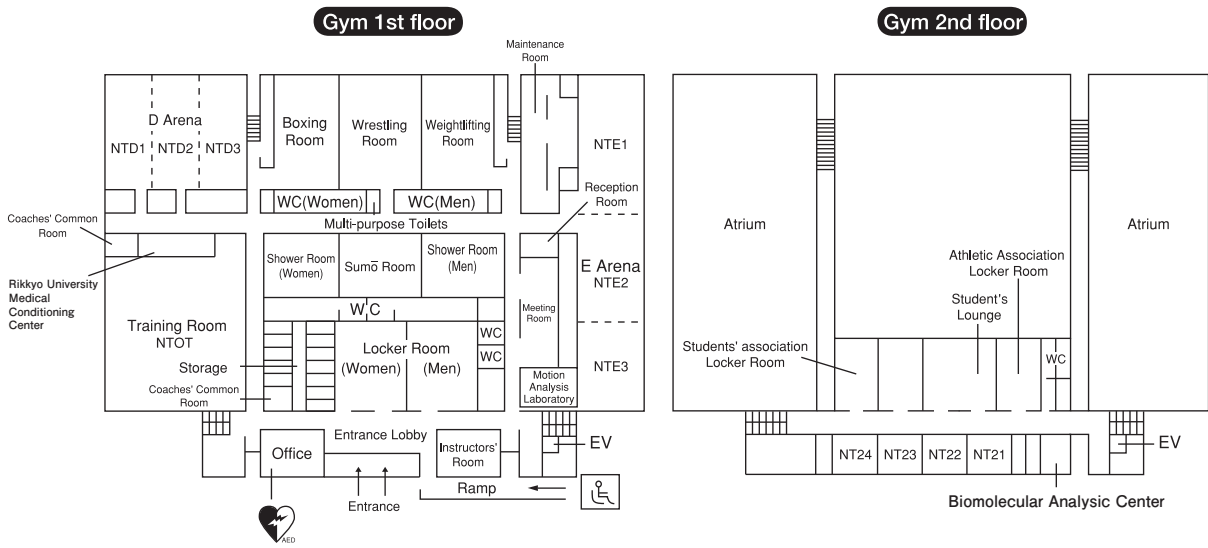 Gym 1st floor
Maintenance
Room
D Arena
NTD1
NTD2
NTD3
Boxing
Room
Wrestling
Room
Weightlifting
Room
NTE1
WC(Women)
WC(Men)
Reception
Room
Multi-purpose Toilets
Coaches' Common
Room
Rikkyo University
Medical
Conditioning
Center
Shower Room
(Women)
Sumō Room
Shower Room
(Men)
E Arena
NTE2
WC
Meeting
Room
Training Room
NTOT
Storage
Coaches' Common
Room
Locker Room
(Women)
(Men)
WC
WC
NTE3
Motion
Analysis
Laboratory
Office
Entrance Lobby
Instructors'
Room
EV
Ramp
Entrance
AED
Gym 2nd floor
Atrium
Atrium
Athletic Association
Locker Room
Student's
Lounge
Students' association
Locker Room
WC
NT24
NT23
NT22
NT21
EV
Biomolecular Analysic Center